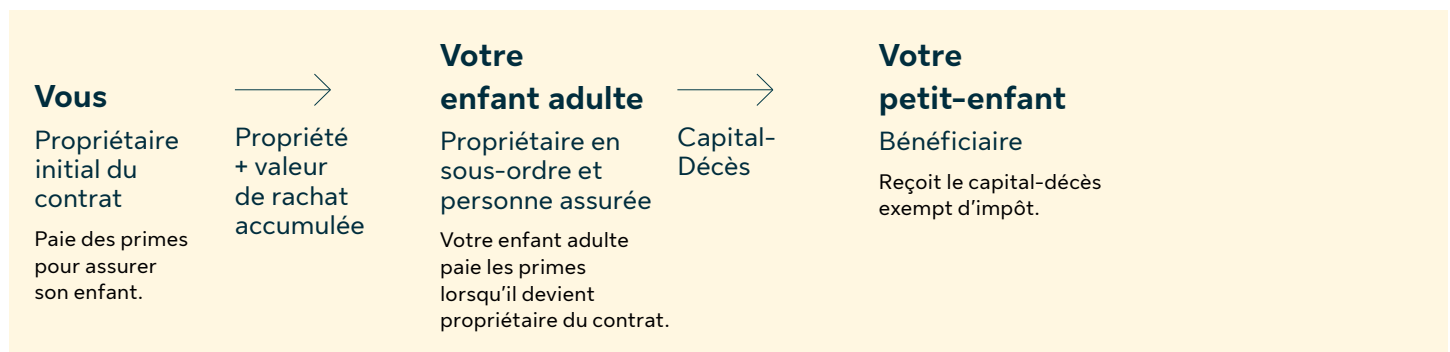 Vous
Propriétaire
initial du
contrat
Paie des primes
pour assurer
son enfant.
Propriété
+ valeur
de rachat
accumulée
Votre
enfant adulte
Propriétaire en
sous-ordre et
personne assurée
Votre enfant adulte
paie les primes
lorsqu’il devient
propriétaire du contrat.
Capital-
Décès
Votre
petit-enfant
Bénéficiaire
Reçoit le capital-décès
exempt d’impôt.